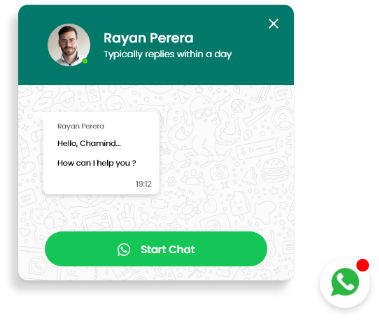 Rayan Perera
Typically replies within a day
Rayan Perera
Hello, Chamind...
How can I help you ?
19:12
Start Chat